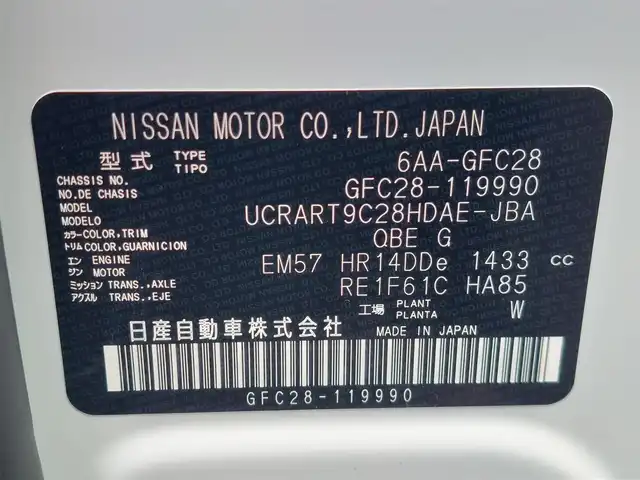 NISSAN MOTOR CO.,LTD.JAPAN
型式 TYPE TIPO 6AA-GFC28
CHASSIS NO. NO.DE CHASIS GFC28-119990
MODEL MODELO UCRART9C28HDAE-JBA
カラー COLOR,TRIM トリム COLOR,GUARNICION QBE G
エン ENGINE ジン MOTOR EM57 HR14DDe 1433 cc
ミッション TRANS.,AXLE アクスル TRANS.,EJE RE1F61C HA85
工場 PLANT PLANTA W
日産自動車株式会社 MADE IN JAPAN
GFC28-119990